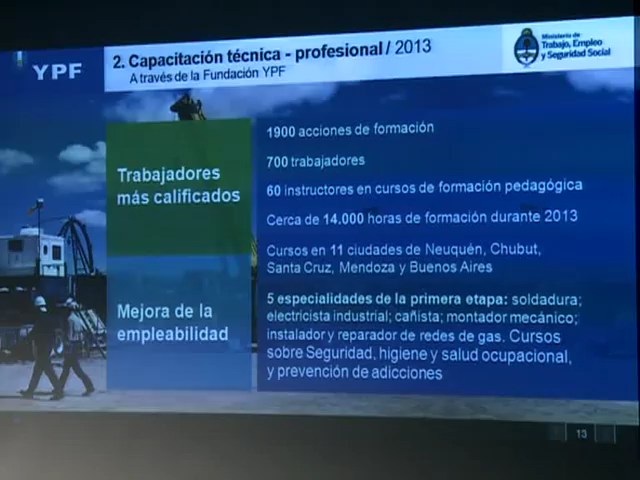 YPF
2. Capacitación técnica - profesional / 2013
A través de la Fundación YPF
Ministerio de
Trabajo, Empleo
y Seguridad Social
Trabajadores
más calificados
1900 acciones de formación
700 trabajadores
60 instructores en cursos de formación pedagógica
Cerca de 14.000 horas de formación durante 2013
Cursos en 11 ciudades de Neuquén, Chubut,
Santa Cruz, Mendoza y Buenos Aires
Mejora de la
empleabilidad
5 especialidades de la primera etapa: soldadura;
electricista industrial; cañista; montador mecánico;
instalador y reparador de redes de gas. Cursos
sobre Seguridad, higiene y salud ocupacional,
y prevención de adicciones
13